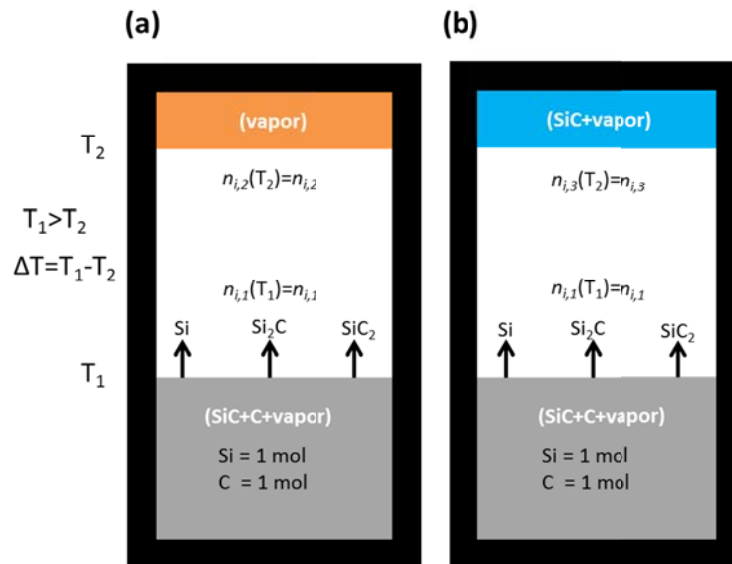 (a)
(b)
(vapor)
(SiC+vapor)
T₂
nᵢ,₂(T₂)=nᵢ,₂
nᵢ,₃(T₂)=nᵢ,₃
T₁>T₂
ΔT=T₁-T₂
nᵢ,₁(T₁)=nᵢ,₁
nᵢ,₁(T₁)=nᵢ,₁
Si Si₂C SiC₂
Si Si₂C SiC₂
T₁
(SiC+C+vapor)
Si = 1 mol
C = 1 mol
(SiC+C+vapor)
Si = 1 mol
C = 1 mol